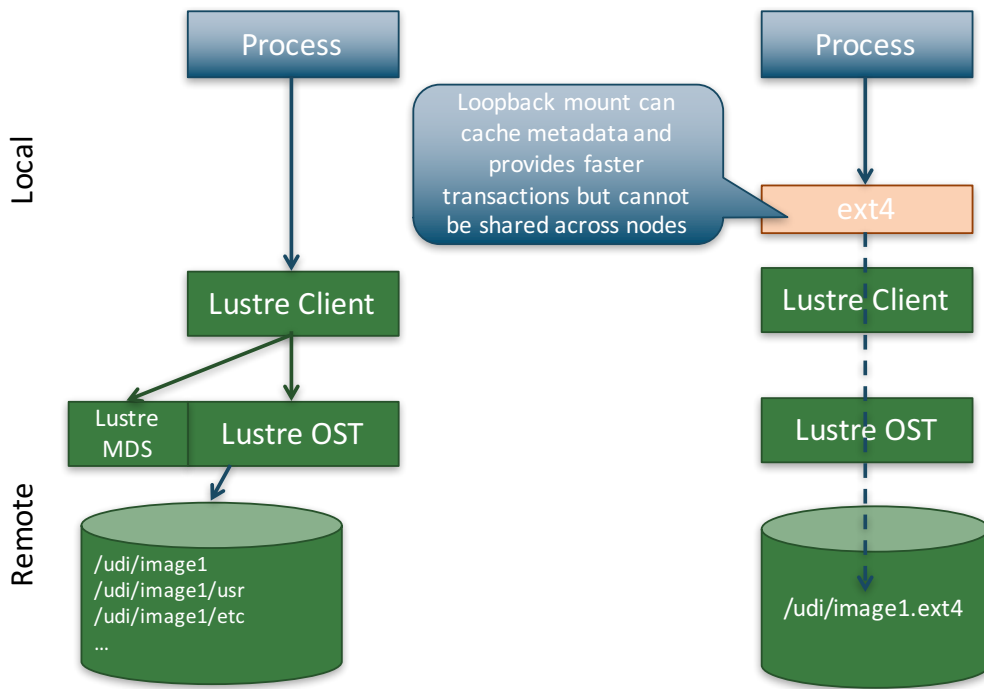 Process
Process
Local
Loopback mount can
cache metadata and
provides faster
transactions but cannot
be shared across nodes
ext4
Lustre Client
Lustre Client
Lustre
MDS
Lustre OST
Lustre OST
Remote
/udi/image1
/udi/image1/usr
/udi/image1/etc
...
/udi/image1.ext4